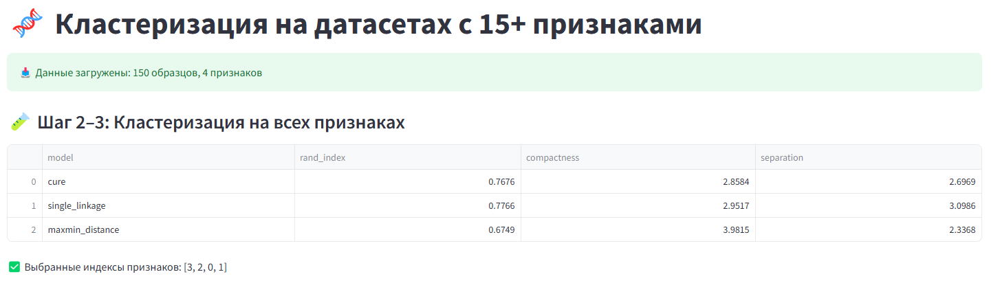 Кластеризация на датасетах с 15+ признаками
Данные загружены: 150 образцов, 4 признаков
Шаг 2–3: Кластеризация на всех признаках
model rand_index compactness separation
0 cure 0.7676 2.8584 2.6969
1 single_linkage 0.7766 2.9517 3.0986
2 maxmin_distance 0.6749 3.9815 2.3368
Выбранные индексы признаков: [3, 2, 0, 1]